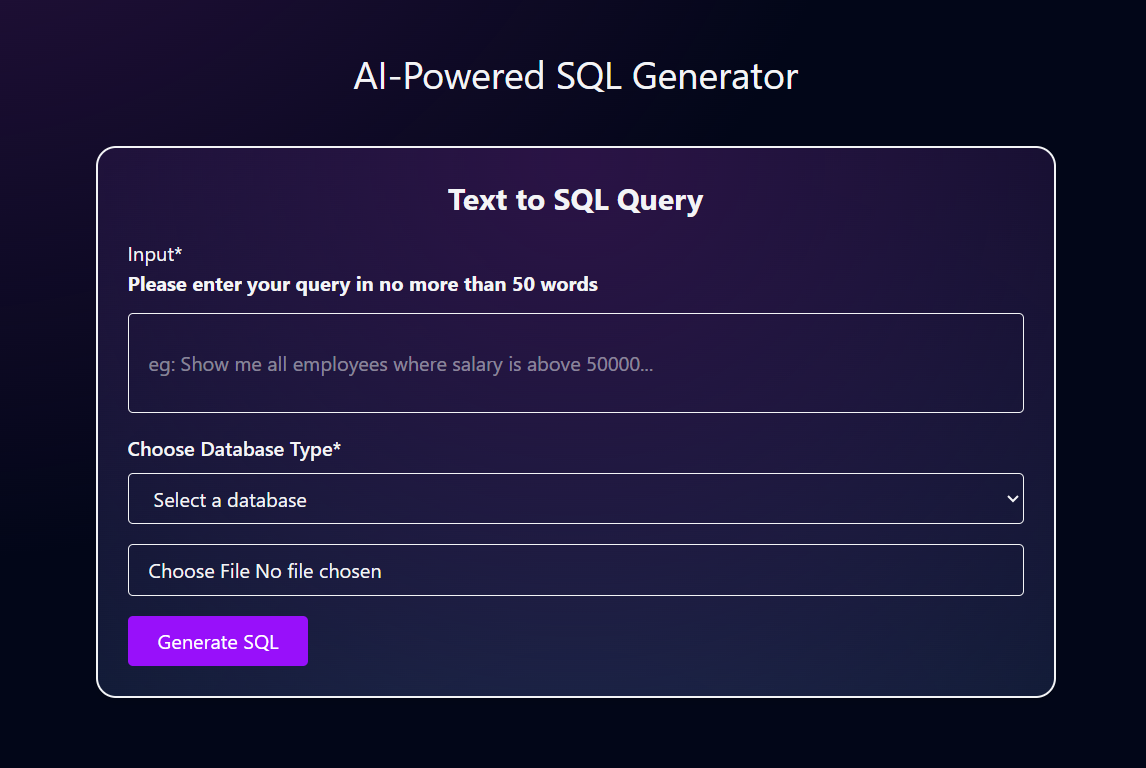 AI-Powered SQL Generator
Text to SQL Query
Input*
Please enter your query in no more than 50 words
eg: Show me all employees where salary is above 50000...
Choose Database Type*
Select a database
Choose File No file chosen
Generate SQL